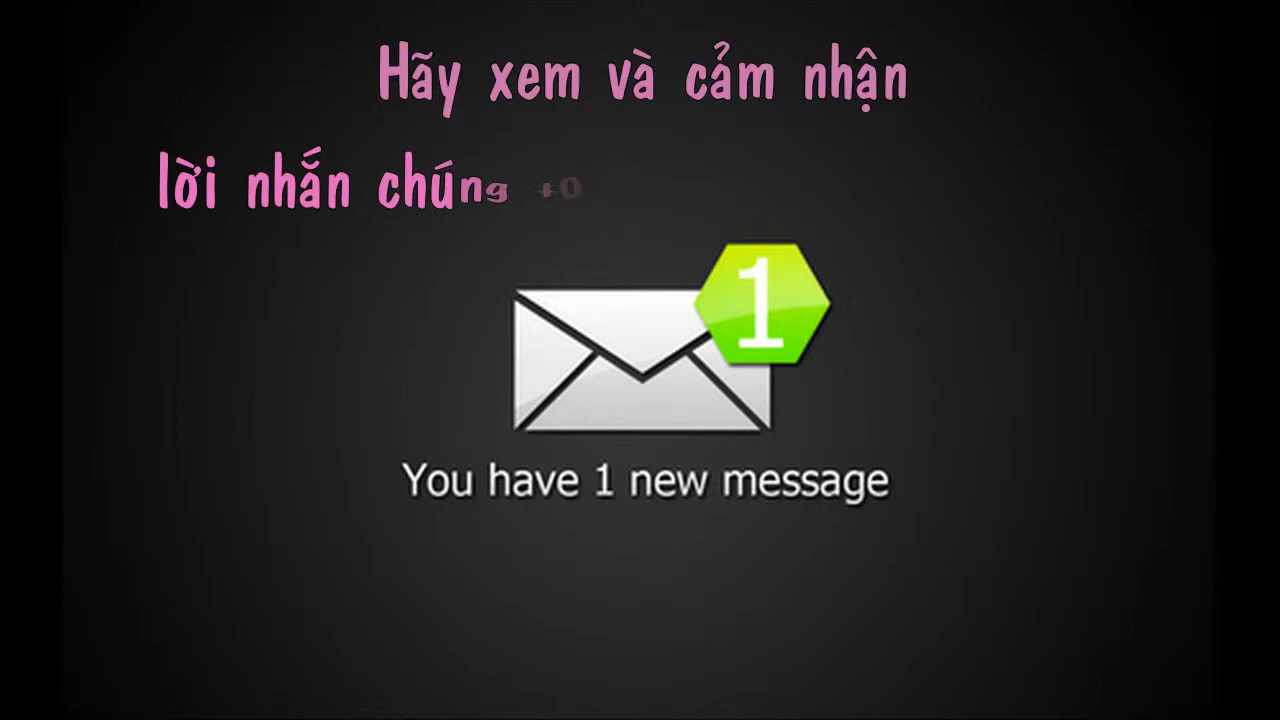 Hãy xem và cảm nhận
lời nhắn chúng
1
You have 1 new message